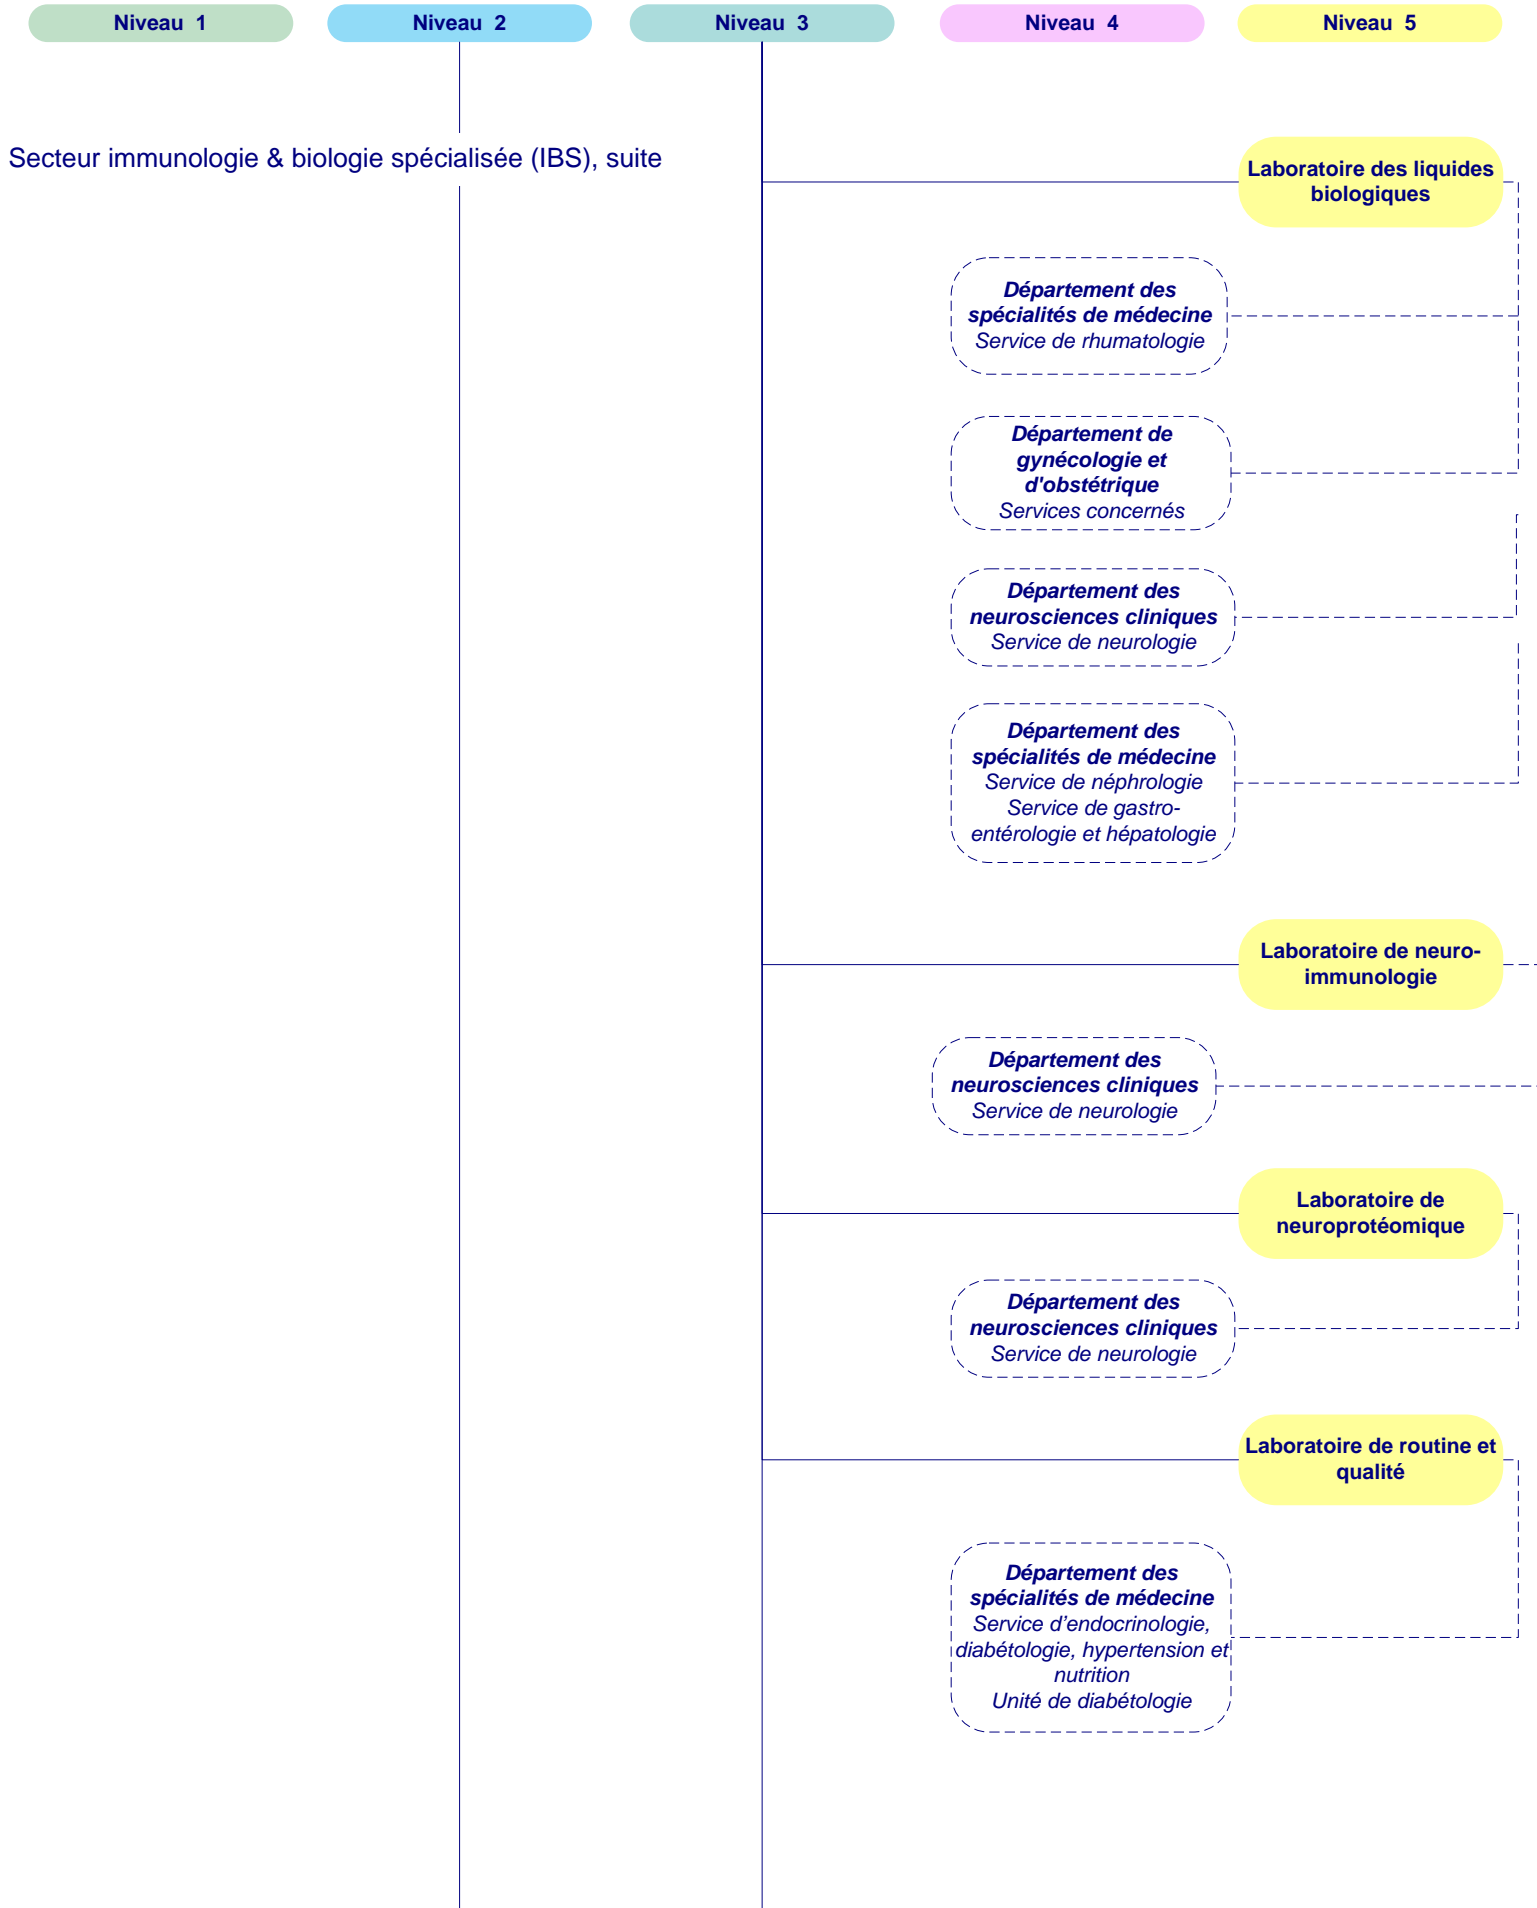 Niveau 1
Niveau 2
Niveau 3
Niveau 4
Niveau 5
Secteur immunologie & biologie spécialisée (IBS), suite
Laboratoire des liquides
biologiques
Département des
spécialités de médecine
Service de rhumatologie
Département de
gynécologie et
d'obstétrique
Services concernés
Département des
neurosciences cliniques
Service de neurologie
Département des
spécialités de médecine
Service de néphrologie
Service de gastro-
entérologie et hépatologie
Laboratoire de neuro-
immunologie
Département des
neurosciences cliniques
Service de neurologie
Laboratoire de
neuroprotéomique
Département des
neurosciences cliniques
Service de neurologie
Laboratoire de routine et
qualité
Département des
spécialités de médecine
Service d’endocrinologie,
diabétologie, hypertension et
nutrition
Unité de diabétologie